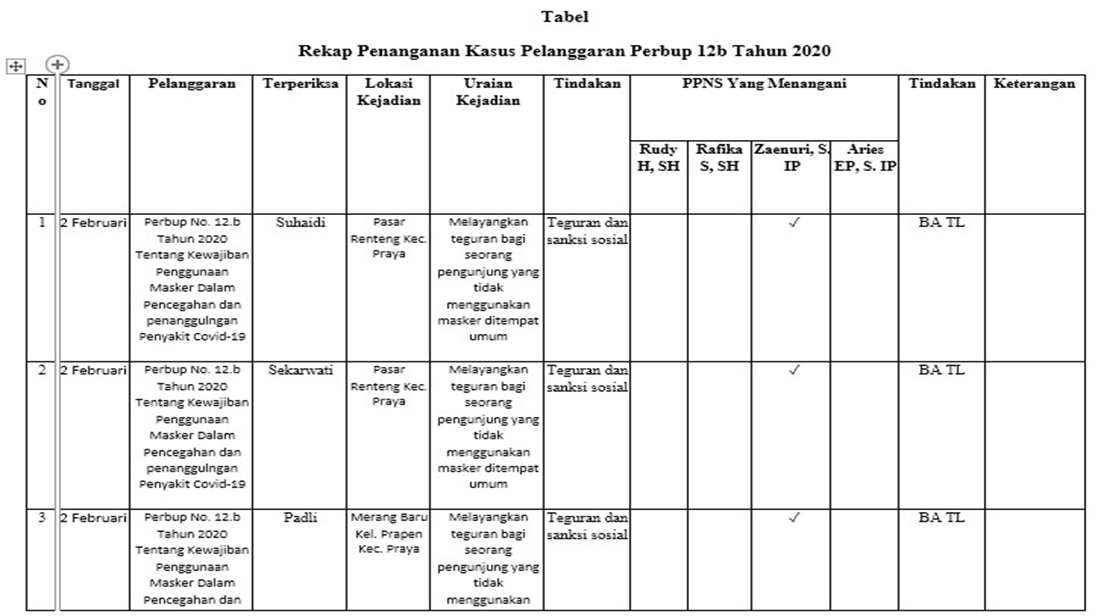 Tabel
Rekap Penanganan Kasus Pelanggaran Perbup 12b Tahun 2020
N
o
Tanggal
Pelanggaran
Terperiksa
Lokasi
Kejadian
Uraian
Kejadian
Tindakan
PPNS Yang Menangani
Tindakan
Keterangan
Rudy
H, SH
Rafika
S, SH
Zaenuri, S.
IP
Aries
EP, S. IP
1
2 Februari
Perbup No. 12.b
Tahun 2020
Tentang Kewajiban
Penggunaan
Masker Dalam
Pencegahan dan
penanggulngan
Penyakit Covid-19
Suhaidi
Pasar
Renteng Kec.
Praya
Melayangkan
teguran bagi
seorang
pengunjung yang
tidak
menggunakan
masker ditempat
umum
Teguran dan
sanksi sosial
✓
BA TL
2
2 Februari
Perbup No. 12.b
Tahun 2020
Tentang Kewajiban
Penggunaan
Masker Dalam
Pencegahan dan
penanggulngan
Penyakit Covid-19
Sekarwati
Pasar
Renteng Kec.
Praya
Melayangkan
teguran bagi
seorang
pengunjung yang
tidak
menggunakan
masker ditempat
umum
Teguran dan
sanksi sosial
✓
BA TL
3
2 Februari
Perbup No. 12.b
Tahun 2020
Tentang Kewajiban
Penggunaan
Masker Dalam
Pencegahan dan
Padli
Merang Baru
Kel. Prapen
Kec. Praya
Melayangkan
teguran bagi
seorang
pengunjung yang
tidak
menggunakan
Teguran dan
sanksi sosial
✓
BA TL